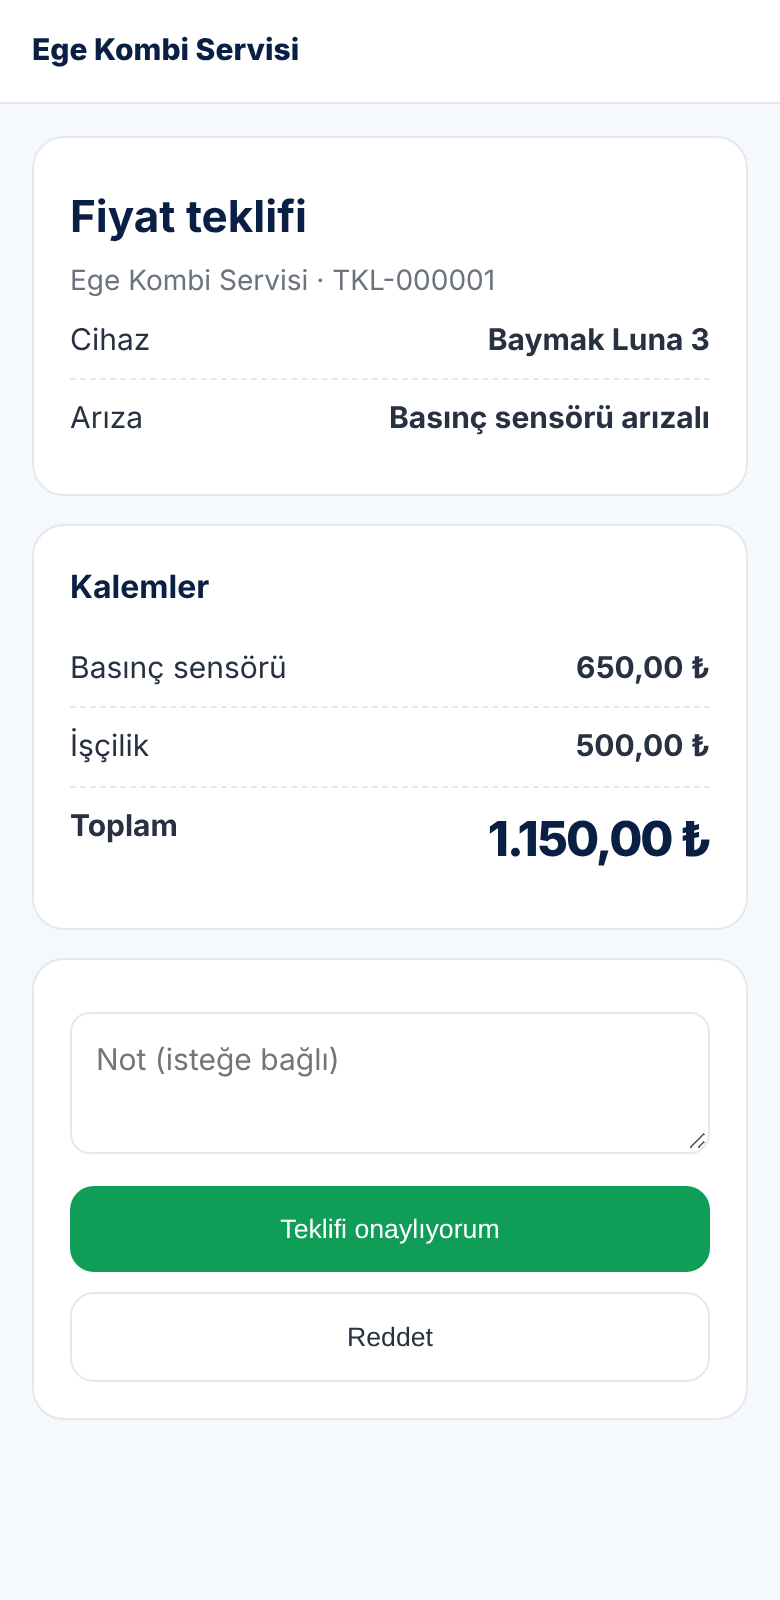 Ege Kombi Servisi
Fiyat teklifi
Ege Kombi Servisi · TKL-000001
Cihaz Baymak Luna 3
Arıza Basınç sensörü arızalı
Kalemler
Basınç sensörü 650,00 ₺
İşçilik 500,00 ₺
Toplam 1.150,00 ₺
Not (isteğe bağlı)
Teklifi onaylıyorum
Reddet